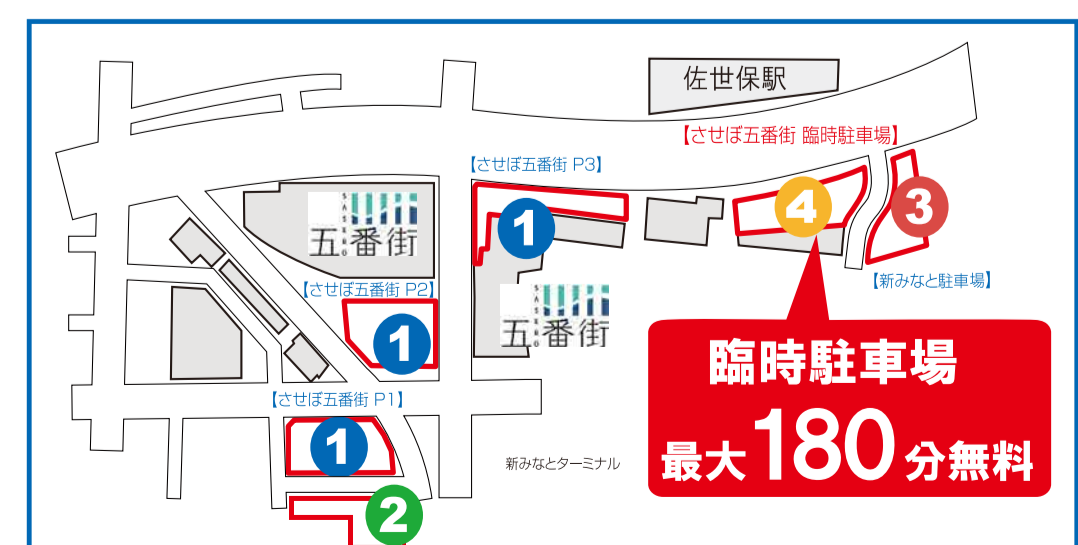 佐世保駅
【させぼ五番街 臨時駐車場】
【させぼ五番街 P3】
4
3
SASEBO
五番街
1
【新みなと駐車場】
【させぼ五番街 P2】
SASEBO
五番街
1
臨時駐車場
最大180分無料
【させぼ五番街 P1】
1
新みなとターミナル
2